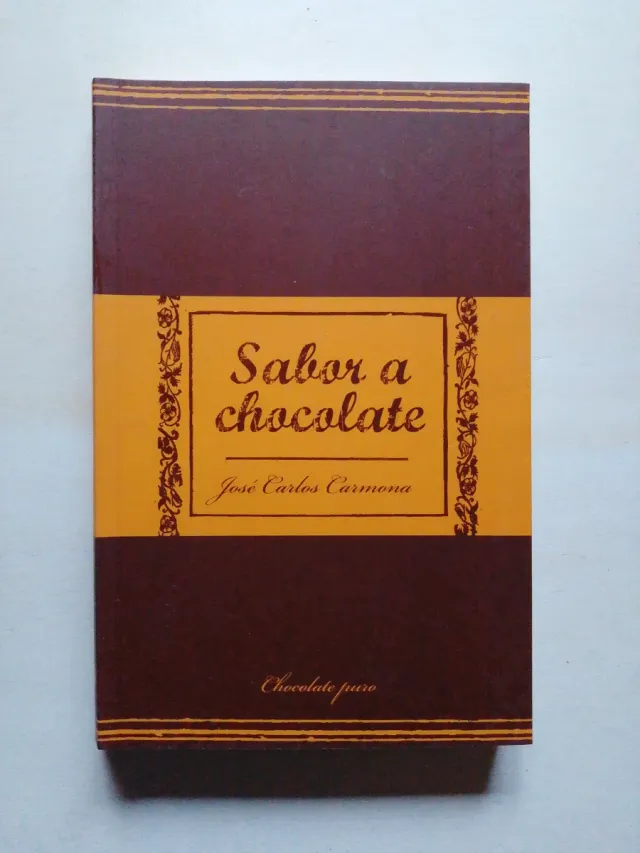 Sabor a
chocolate
José Carlos Carmona
Chocolate puro